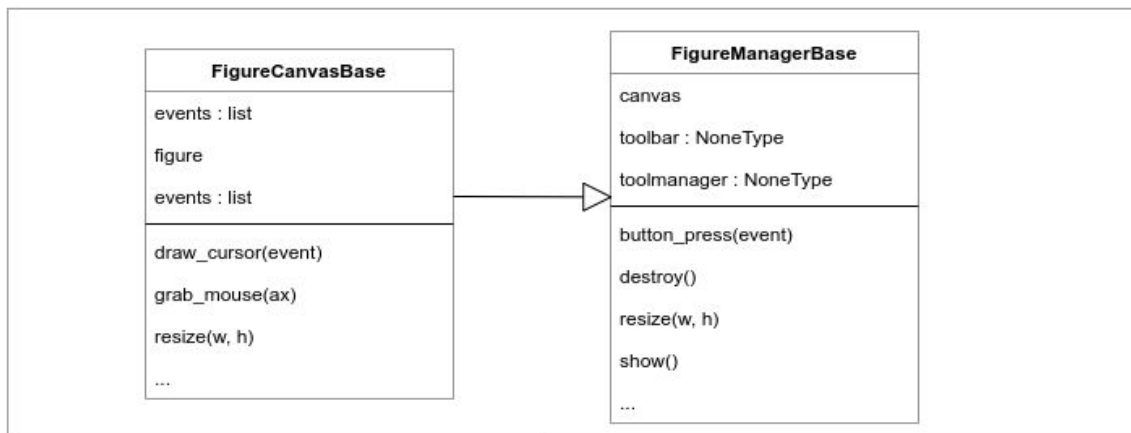 FigureCanvasBase
events : list
figure
events : list
draw_cursor(event)
grab_mouse(ax)
resize(w, h)
...
FigureManagerBase
canvas
toolbar : NoneType
toolmanager : NoneType
button_press(event)
destroy()
resize(w, h)
show()
...